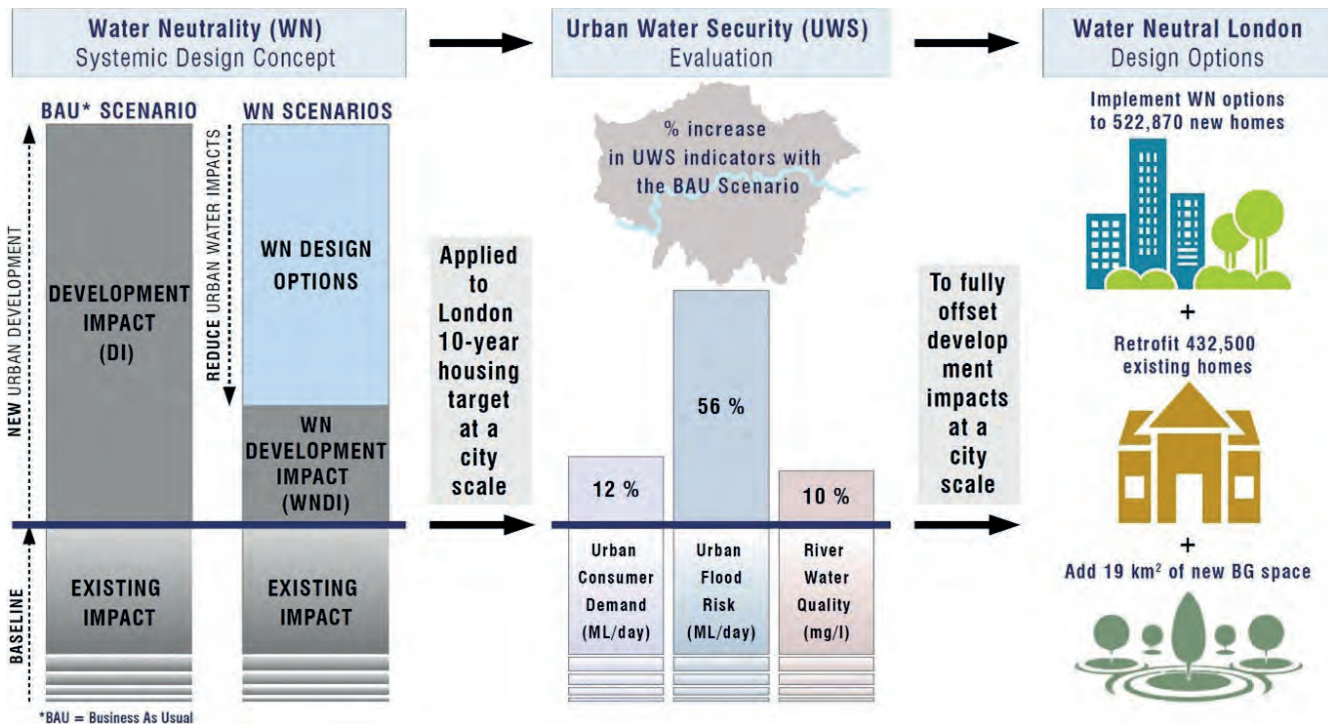 Water Neutrality (WN)
Systemic Design Concept
BAU* SCENARIO
WN SCENARIOS
NEW URBAN DEVELOPMENT
DEVELOPMENT
IMPACT
(DI)
REDUCE URBAN WATER IMPACTS
WN DESIGN
OPTIONS
WN
DEVELOPMENT
IMPACT
(WNDI)
BASELINE
EXISTING
IMPACT
EXISTING
IMPACT
*BAU = Business As Usual
Applied
to
London
10-year
housing
target
at a
city
scale
Urban Water Security (UWS)
Evaluation
% increase
in UWS indicators with
the BAU Scenario
12 %
56 %
10 %
Urban
Consumer
Demand
(ML/day)
Urban
Flood
Risk
(ML/day)
River
Water
Quality
(mg/l)
To fully
offset
develop
ment
impacts
at a
city
scale
Water Neutral London
Design Options
Implement WN options
to 522,870 new homes
+
Retrofit 432,500
existing homes
+
Add 19 km² of new BG space